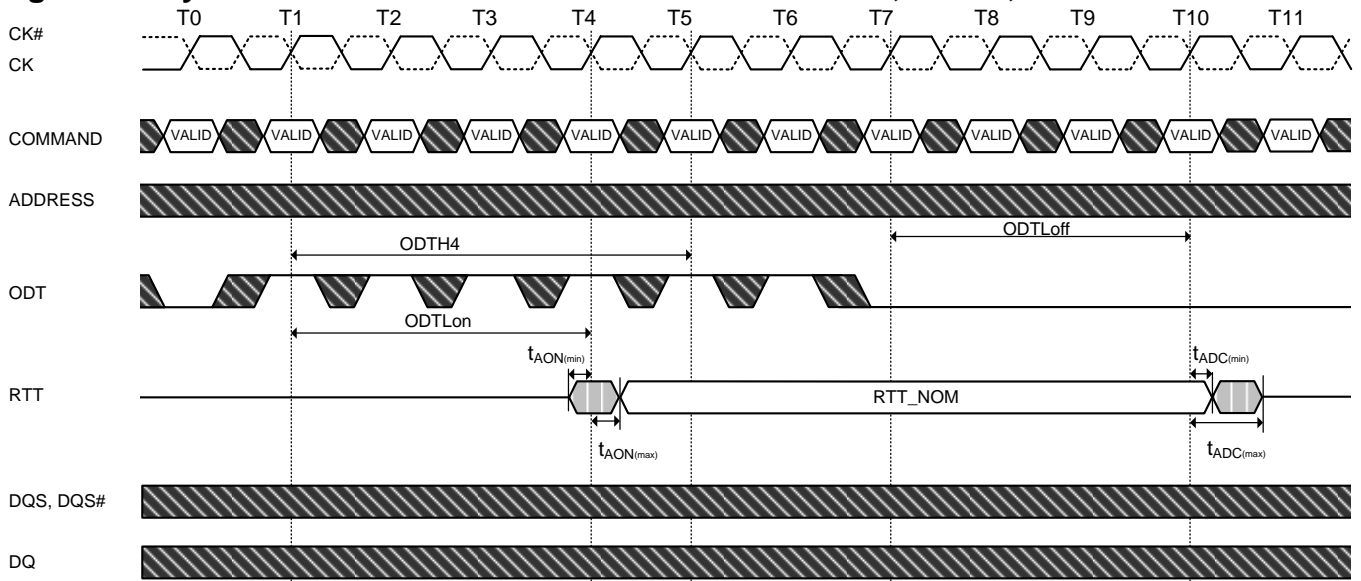 T0 T1 T2 T3 T4 T5 T6 T7 T8 T9 T10 T11
CK#
CK
COMMAND
VALID VALID VALID VALID VALID VALID VALID VALID VALID VALID VALID VALID
ADDRESS
ODTLoff
ODTH4
ODT
ODTLon
tAON(min)
tADC(min)
RTT
RTT_NOM
tAON(max)
tADC(max)
DQS, DQS#
DQ